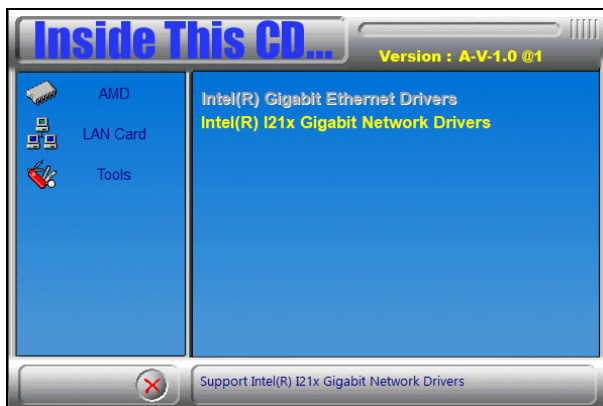 Inside This CD...
Version : A-V-1.0 @1
AMD
LAN Card
Tools
Intel(R) Gigabit Ethernet Drivers
Intel(R) I21x Gigabit Network Drivers
Support Intel(R) I21x Gigabit Network Drivers